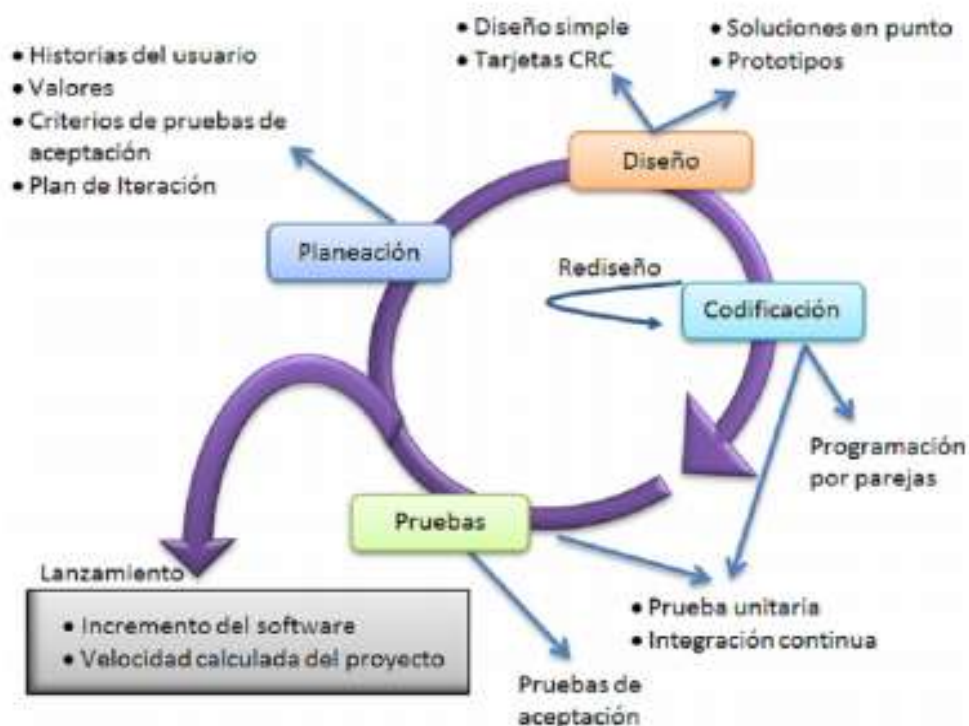 • Historias del usuario
• Valores
• Criterios de pruebas de
aceptación
• Plan de Iteración
• Diseño simple
• Tarjetas CRC
• Soluciones en punto
• Prototipos
Diseño
Planeación
Rediseño
Codificación
Programación
por parejas
Pruebas
Lanzamiento
• Incremento del software
• Velocidad calculada del proyecto
• Prueba unitaria
• Integración continua
Pruebas de
aceptación